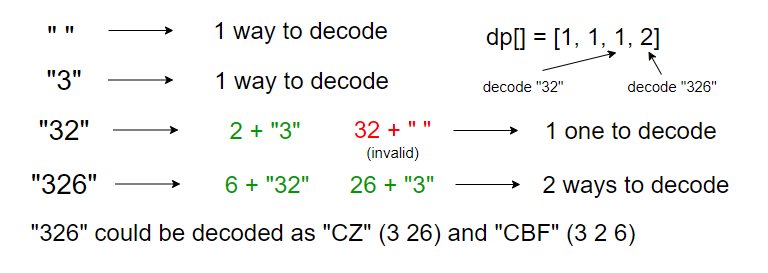 " " 1 way to decode
dp[] = [1, 1, 1, 2]
"3" 1 way to decode
decode "32" decode "326"
"32" 2 + "3" 32 + " " 1 one to decode
(invalid)
"326" 6 + "32" 26 + "3" 2 ways to decode
"326" could be decoded as "CZ" (3 26) and "CBF" (3 2 6)